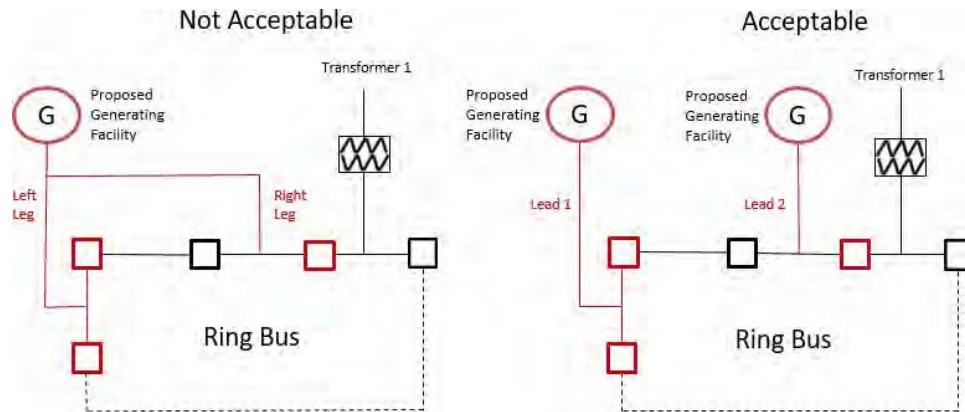 Not Acceptable
Transformer 1
G
Proposed
Generating
Facility
Left
Leg
Right
Leg
Ring Bus
Acceptable
Transformer 1
G
Proposed
Generating
Facility
G
Proposed
Generating
Facility
Lead 1
Lead 2
Ring Bus